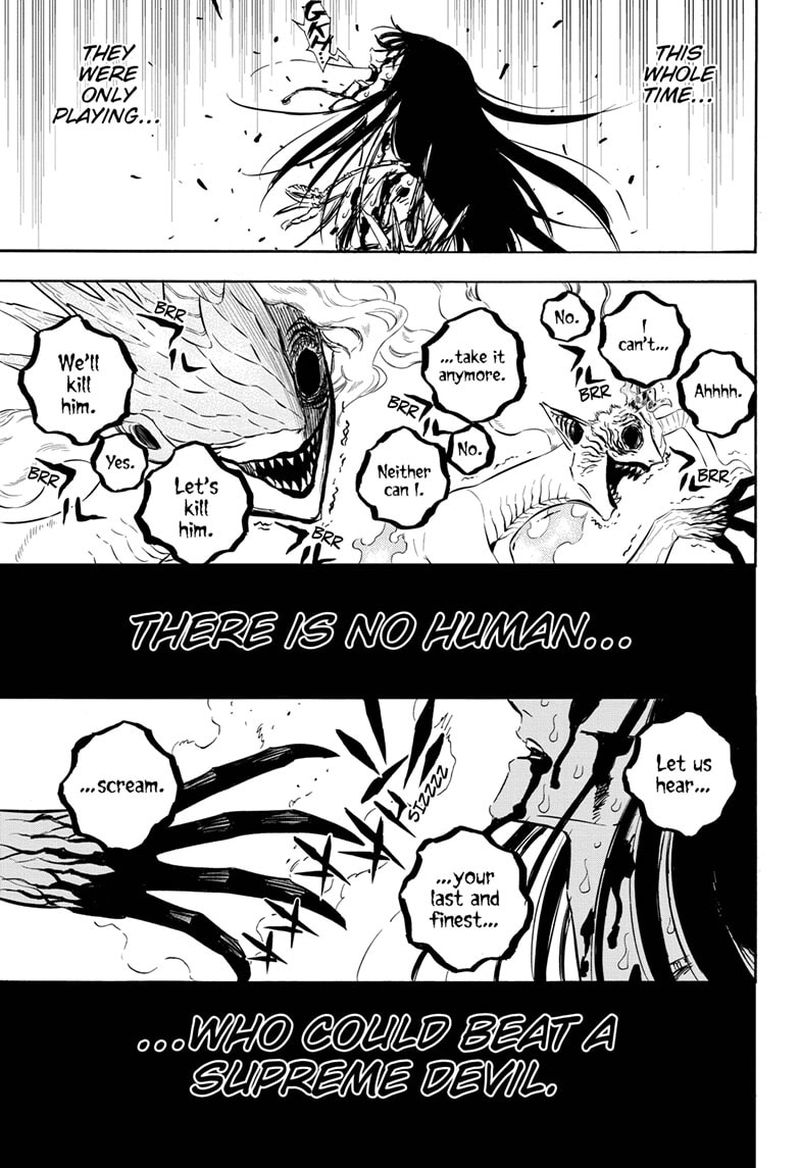 THIS
WHOLE
TIME...
GKH...
THEY
WERE
ONLY
PLAYING...
Ahhhh.
I
can't...
No.
BRR
BRR
...take it
anymore.
No.
Neither
can I.
BRR
BRR
We'll
kill
him.
Yes.
Let's
kill
him.
BRR
BRR
THERE IS NO HUMAN...
Let us
hear...
...your
last and
finest...
SIZZZZ
...scream.
...WHO COULD BEAT A
SUPREME DEVIL.